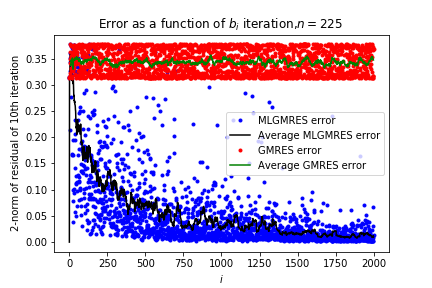 Error as a function of b_i iteration,n = 225
2-norm of residual of 10th iteration
0.35
0.30
0.25
0.20
0.15
0.10
0.05
0.00
MLGMRES error
Average MLGMRES error
GMRES error
Average GMRES error
0 250 500 750 1000 1250 1500 1750 2000
i